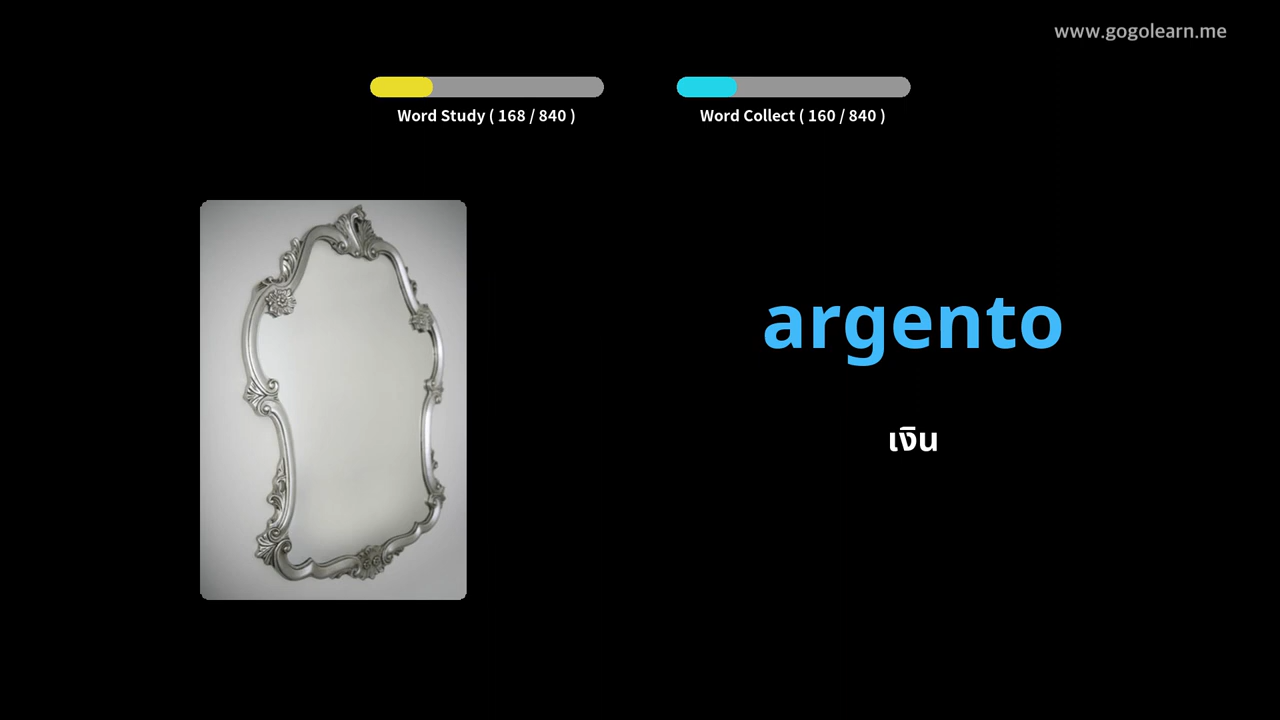 www.gogolearn.me
Word Study ( 168 / 840 )
Word Collect ( 160 / 840 )
argento
เงิน